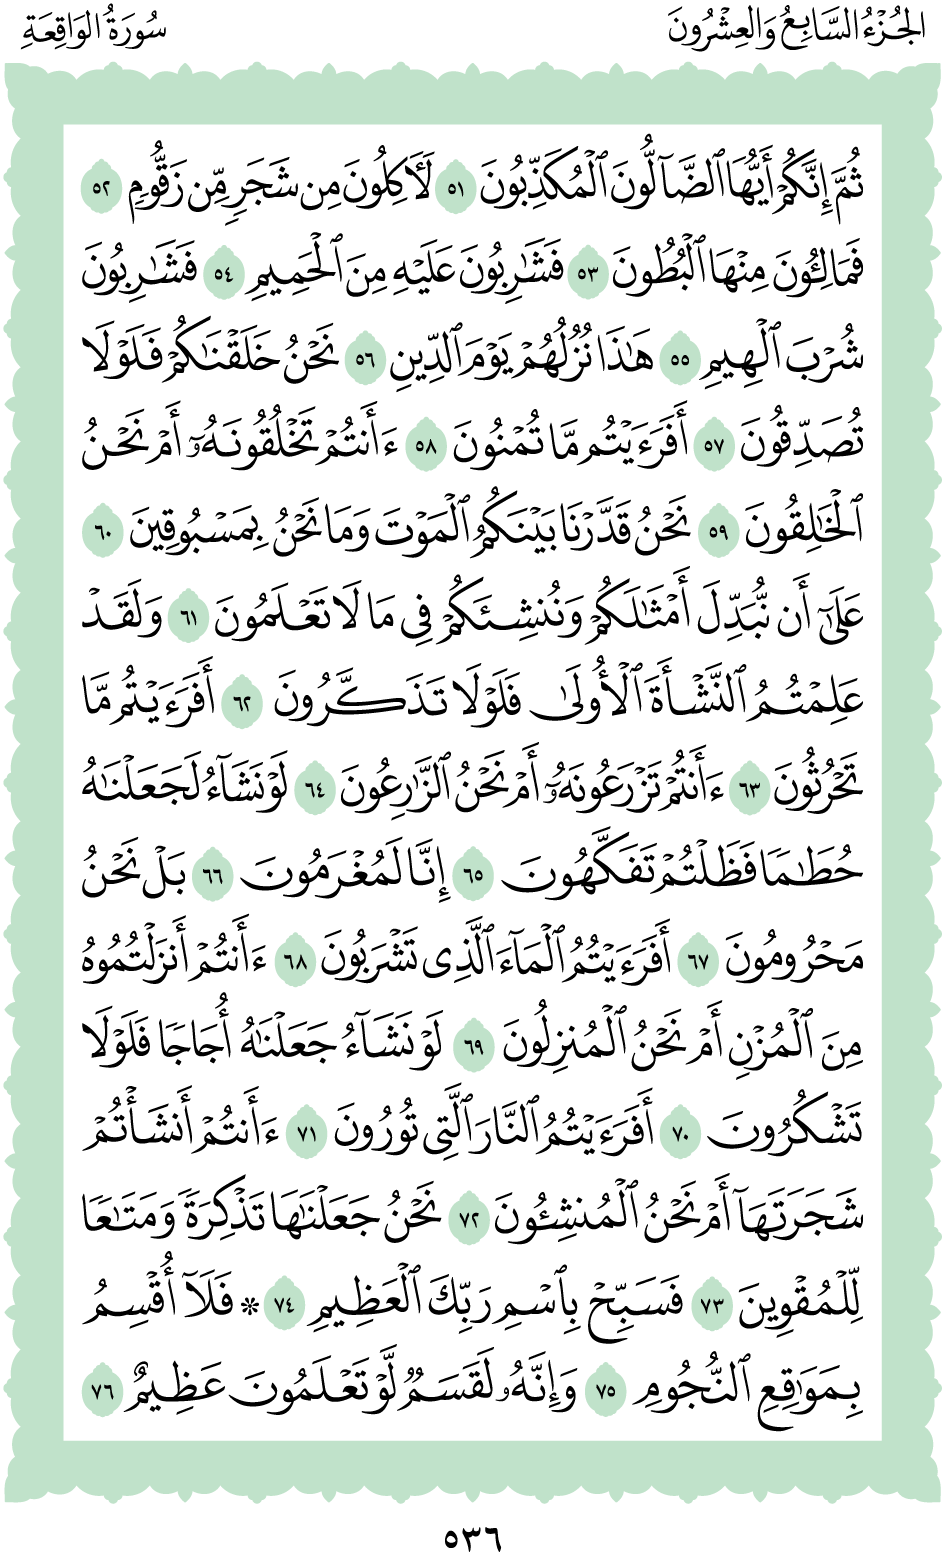 الجُزْءُ السَّابِعُ وَالْعِشْرُونَ
سُورَةُ الوَاقِعَةِ
ثُمَّ إِنَّكُمۡ أَيُّهَا ٱلضَّآلُّونَ ٱلۡمُكَذِّبُونَ ٥١ لَأٓكِلُونَ مِن شَجَرٖ مِّن زَقُّومٖ ٥٢
فَمَالِـُٔونَ مِنۡهَا ٱلۡبُطُونَ ٥٣ فَشَٰرِبُونَ عَلَيۡهِ مِنَ ٱلۡحَمِيمِ ٥٤ فَشَٰرِبُونَ
شُرۡبَ ٱلۡهِيمِ ٥٥ هَٰذَا نُزُلُهُمۡ يَوۡمَ ٱلدِّينِ ٥٦ نَحۡنُ خَلَقۡنَٰكُمۡ فَلَوۡلَا
تُصَدِّقُونَ ٥٧ أَفَرَءَيۡتُم مَّا تُمۡنُونَ ٥٨ ءَأَنتُمۡ تَخۡلُقُونَهُۥٓ أَمۡ نَحۡنُ
ٱلۡخَٰلِقُونَ ٥٩ نَحۡنُ قَدَّرۡنَا بَيۡنَكُمُ ٱلۡمَوۡتَ وَمَا نَحۡنُ بِمَسۡبُوقِينَ ٦٠
عَلَىٰٓ أَن نُّبَدِّلَ أَمۡثَٰلَكُمۡ وَنُنشِئَكُمۡ فِي مَا لَا تَعۡلَمُونَ ٦١ وَلَقَدۡ
عَلِمۡتُمُ ٱلنَّشۡأَةَ ٱلۡأُولَىٰ فَلَوۡلَا تَذَكَّرُونَ ٦٢ أَفَرَءَيۡتُم مَّا
تَحۡرُثُونَ ٦٣ ءَأَنتُمۡ تَزۡرَعُونَهُۥٓ أَمۡ نَحۡنُ ٱلزَّٰرِعُونَ ٦٤ لَوۡ نَشَآءُ لَجَعَلۡنَٰهُ
حُطَٰمٗا فَظَلۡتُمۡ تَفَكَّهُونَ ٦٥ إِنَّا لَمُغۡرَمُونَ ٦٦ بَلۡ نَحۡنُ
مَحۡرُومُونَ ٦٧ أَفَرَءَيۡتُمُ ٱلۡمَآءَ ٱلَّذِي تَشۡرَبُونَ ٦٨ ءَأَنتُمۡ أَنزَلۡتُمُوهُ
مِنَ ٱلۡمُزۡنِ أَمۡ نَحۡنُ ٱلۡمُنزِلُونَ ٦٩ لَوۡ نَشَآءُ جَعَلۡنَٰهُ أُجَاجٗا فَلَوۡلَا
تَشۡكُرُونَ ٧٠ أَفَرَءَيۡتُمُ ٱلنَّارَ ٱلَّتِي تُورُونَ ٧١ ءَأَنتُمۡ أَنشَأۡتُمۡ
شَجَرَتَهَآ أَمۡ نَحۡنُ ٱلۡمُنشِـُٔونَ ٧٢ نَحۡنُ جَعَلۡنَٰهَا تَذۡكِرَةٗ وَمَتَٰعٗا
لِّلۡمُقۡوِينَ ٧٣ فَسَبِّحۡ بِٱسۡمِ رَبِّكَ ٱلۡعَظِيمِ ٧٤ ۞ فَلَآ أُقۡسِمُ
بِمَوَٰقِعِ ٱلنُّجُومِ ٧٥ وَإِنَّهُۥ لَقَسَمٞ لَّوۡ تَعۡلَمُونَ عَظِيمٌ ٧٦
٥٣٦